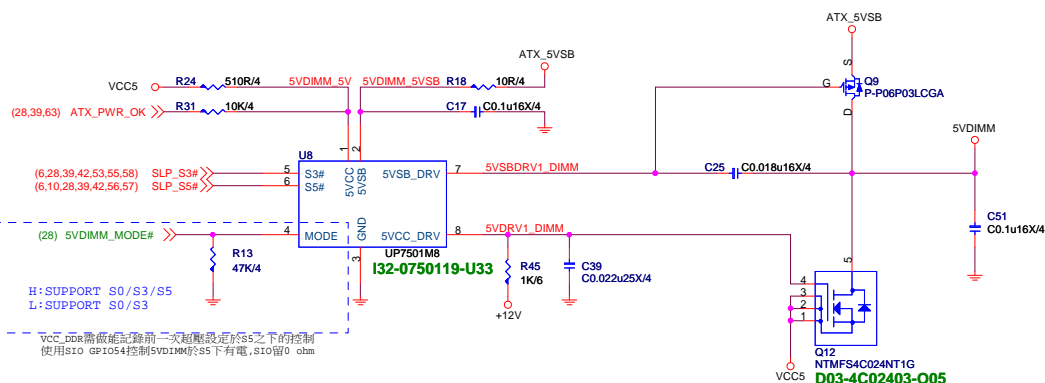 ATX_5VSB
ATX_5VSB
S
G
Q9
P-P06P03LCGA
D
VCC5
R24
510R/4
5VDIMM_5V
5VDIMM_5VSB
R18
10R/4
(28,39,63) ATX_PWR_OK
R31
10K/4
C17
C0.1u16X/4
5VDIMM
U8
1
2
(6,28,39,42,53,55,58) SLP_S3#
5
S3#
5VCC
5VSB
5VSB_DRV
7
5VSBDRV1_DIMM
C25
C0.018u16X/4
(6,10,28,39,42,56,57) SLP_S5#
6
S5#
(28) 5VDIMM_MODE#
4
MODE
GND
5VCC_DRV
8
5VDRV1_DIMM
C51
C0.1u16X/4
R13
47K/4
3
UP7501M8
I32-0750119-U33
R45
1K/6
C39
C0.022u25X/4
+12V
5
4
3
2
1
H:SUPPORT S0/S3/S5
L:SUPPORT S0/S3
VCC_DDR需做能記錄前一次超壓設定於S5之下的控制
使用SIO GPIO54控制5VDIMM於S5下有電,SIO留0 ohm
Q12
NTMFS4C024NT1G
VCC5
D03-4C02403-O05